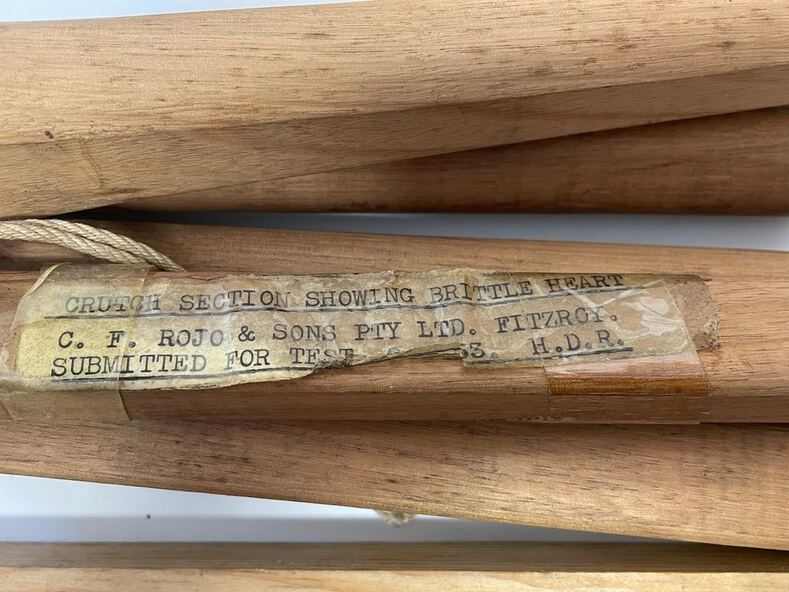 CRUTCH SECTION SHOWING BRITTLE HEART
C. F. ROJO & SONS PTY LTD. FITZROY.
SUBMITTED FOR TEST 53. H.D.R.